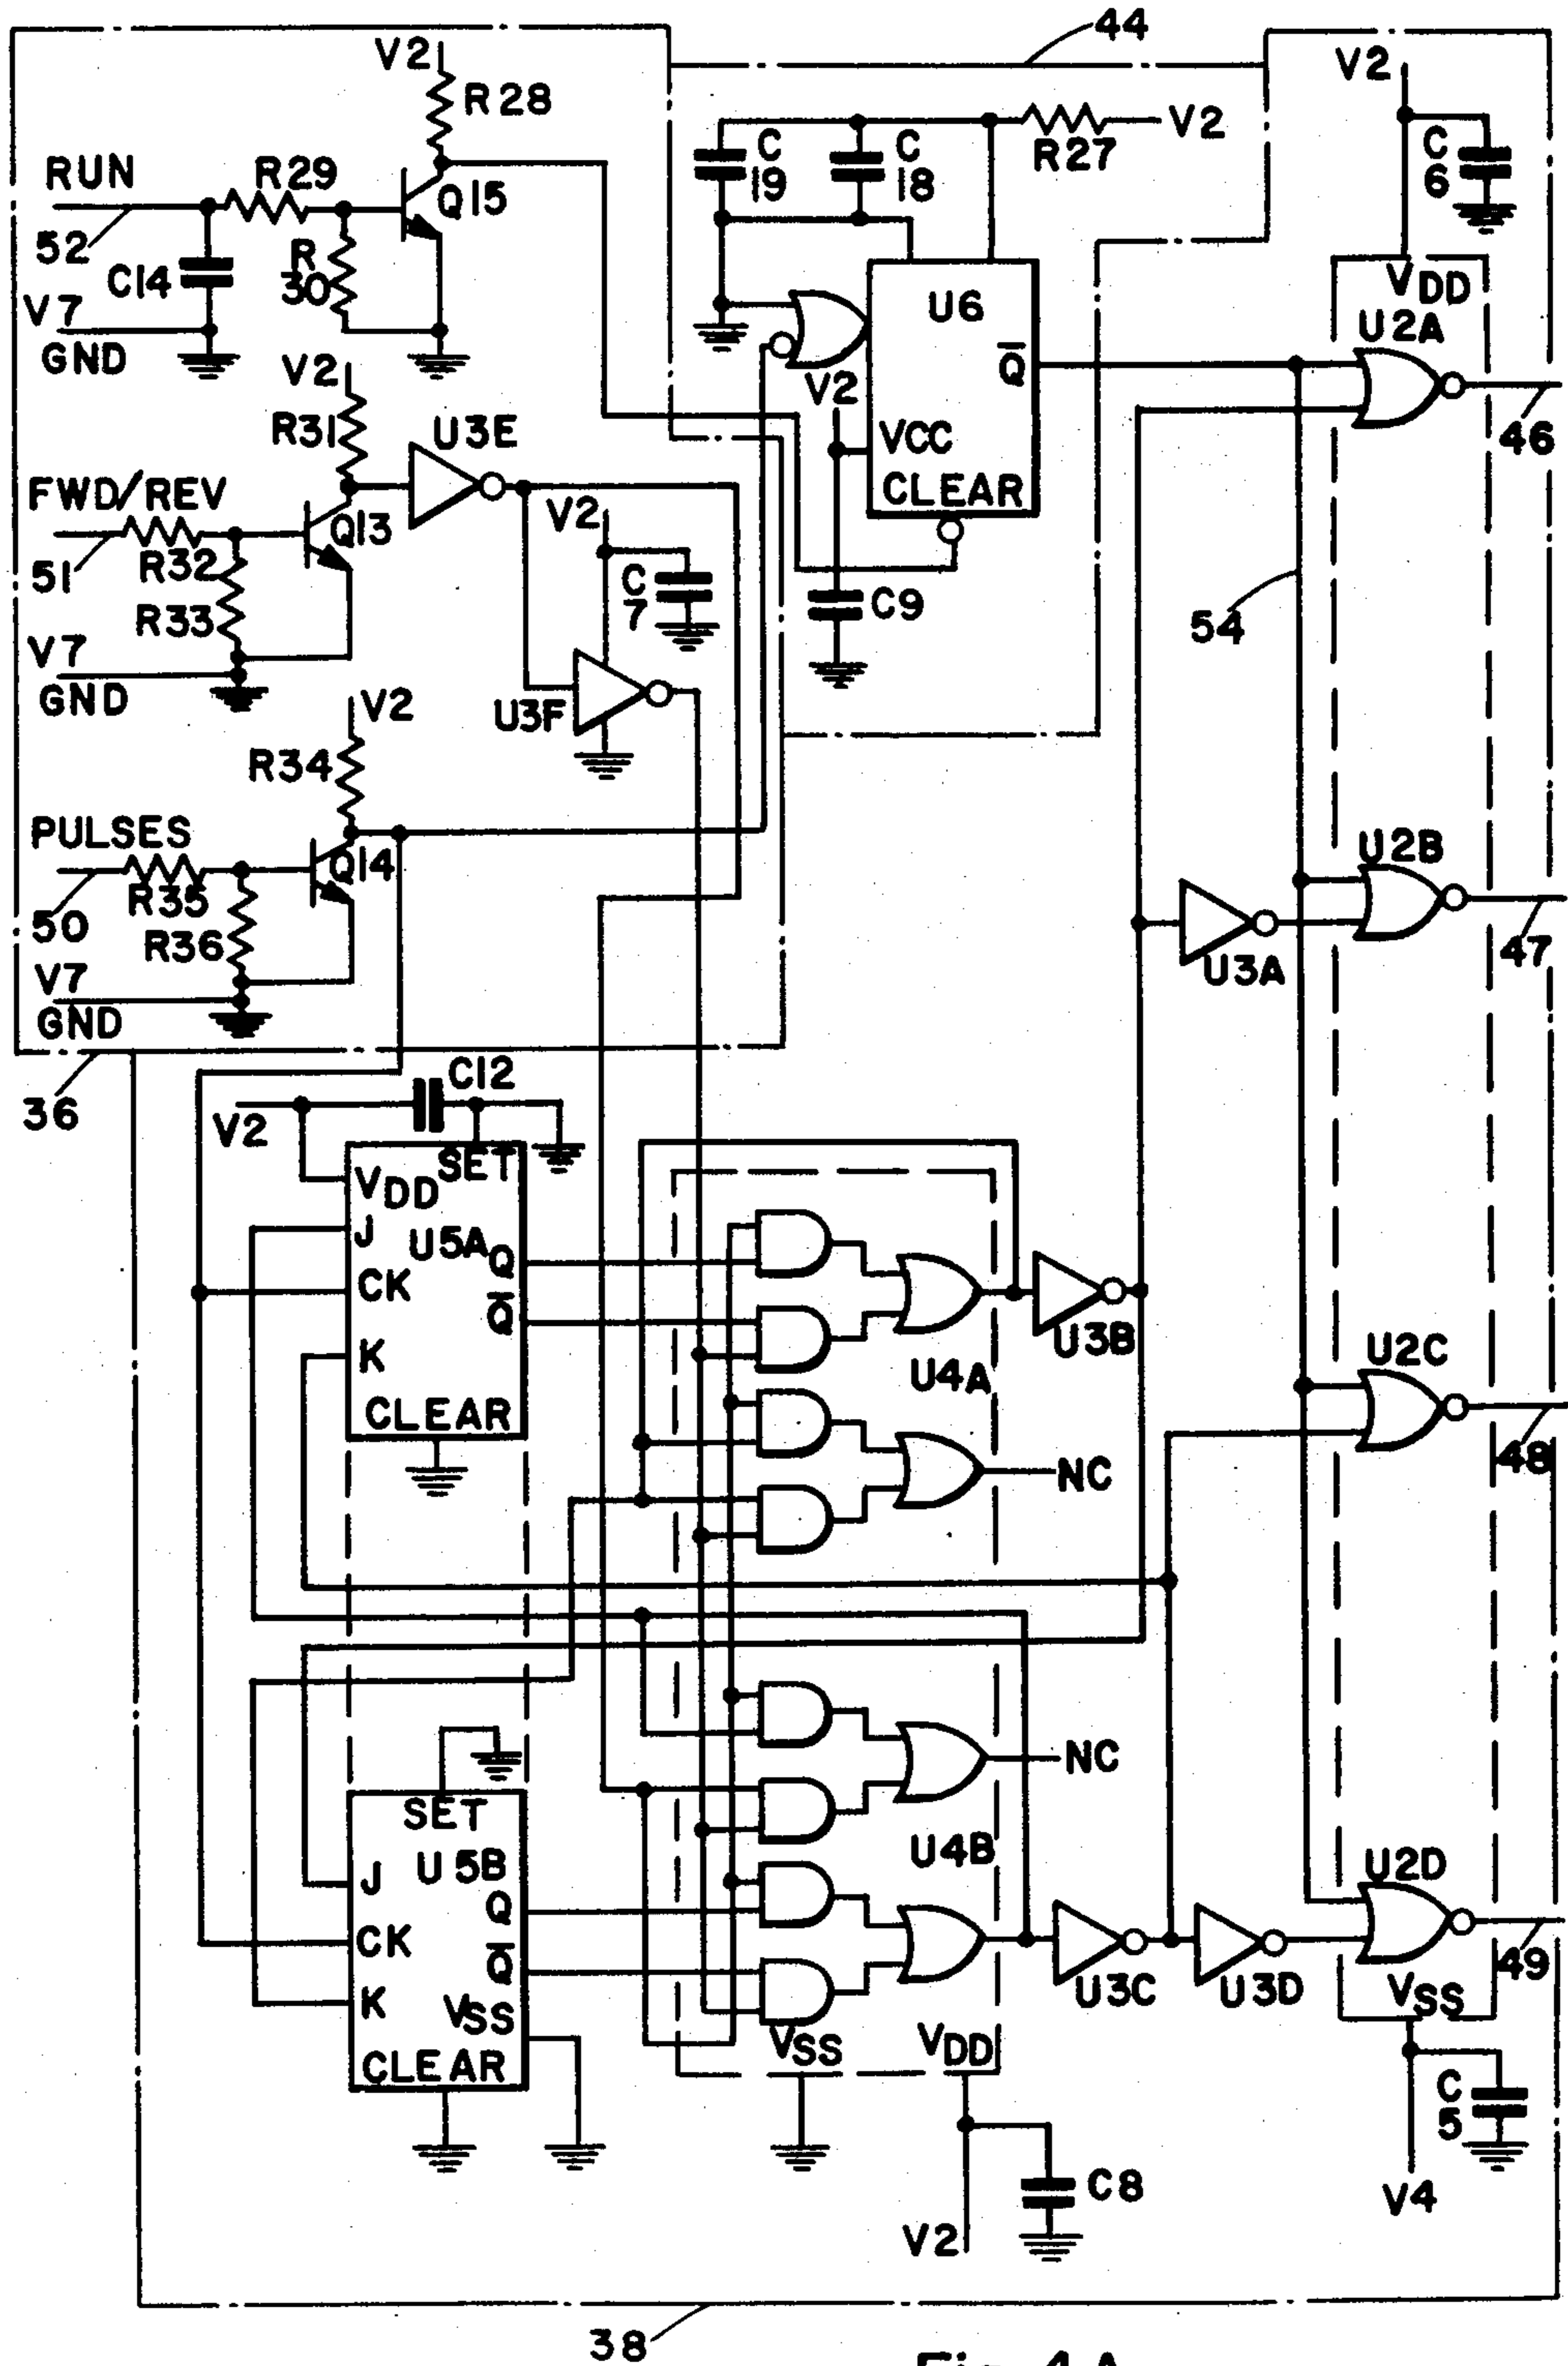 44
V2
R28
RUN
R29
Q15
52
C14
R
30
V7
GND
C
19
C
18
R27
V2
U6
Q̅
V2
VCC
CLEAR
C9
V2
C
6
VDD
U2A
46
V2
R31
U3E
FWD/REV
Q13
51
R32
R33
V7
GND
V2
C
7
U3F
54
V2
R34
PULSES
Q14
50
R35
R36
V7
GND
36
U2B
U3A
47
C12
V2
SET
VDD
J
U5A
Q
CK
Q̅
K
CLEAR
U4A
U3B
NC
U2C
48
SET
U5B
J
Q
CK
Q̅
K
VSS
CLEAR
NC
U4B
VSS
VDD
U3C
U3D
U2D
49
VSS
C
5
V4
C8
V2
38
Fig. 4A